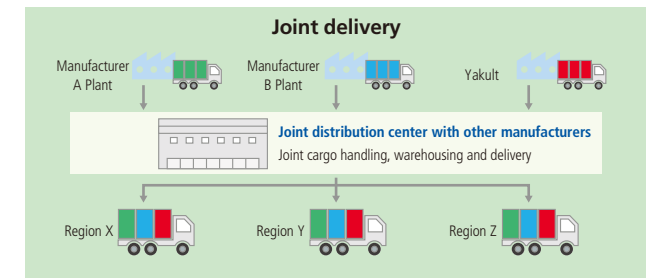 Joint delivery
Manufacturer
A Plant
Manufacturer
B Plant
Yakult
Joint distribution center with other manufacturers
Joint cargo handling, warehousing and delivery
Region X
Region Y
Region Z